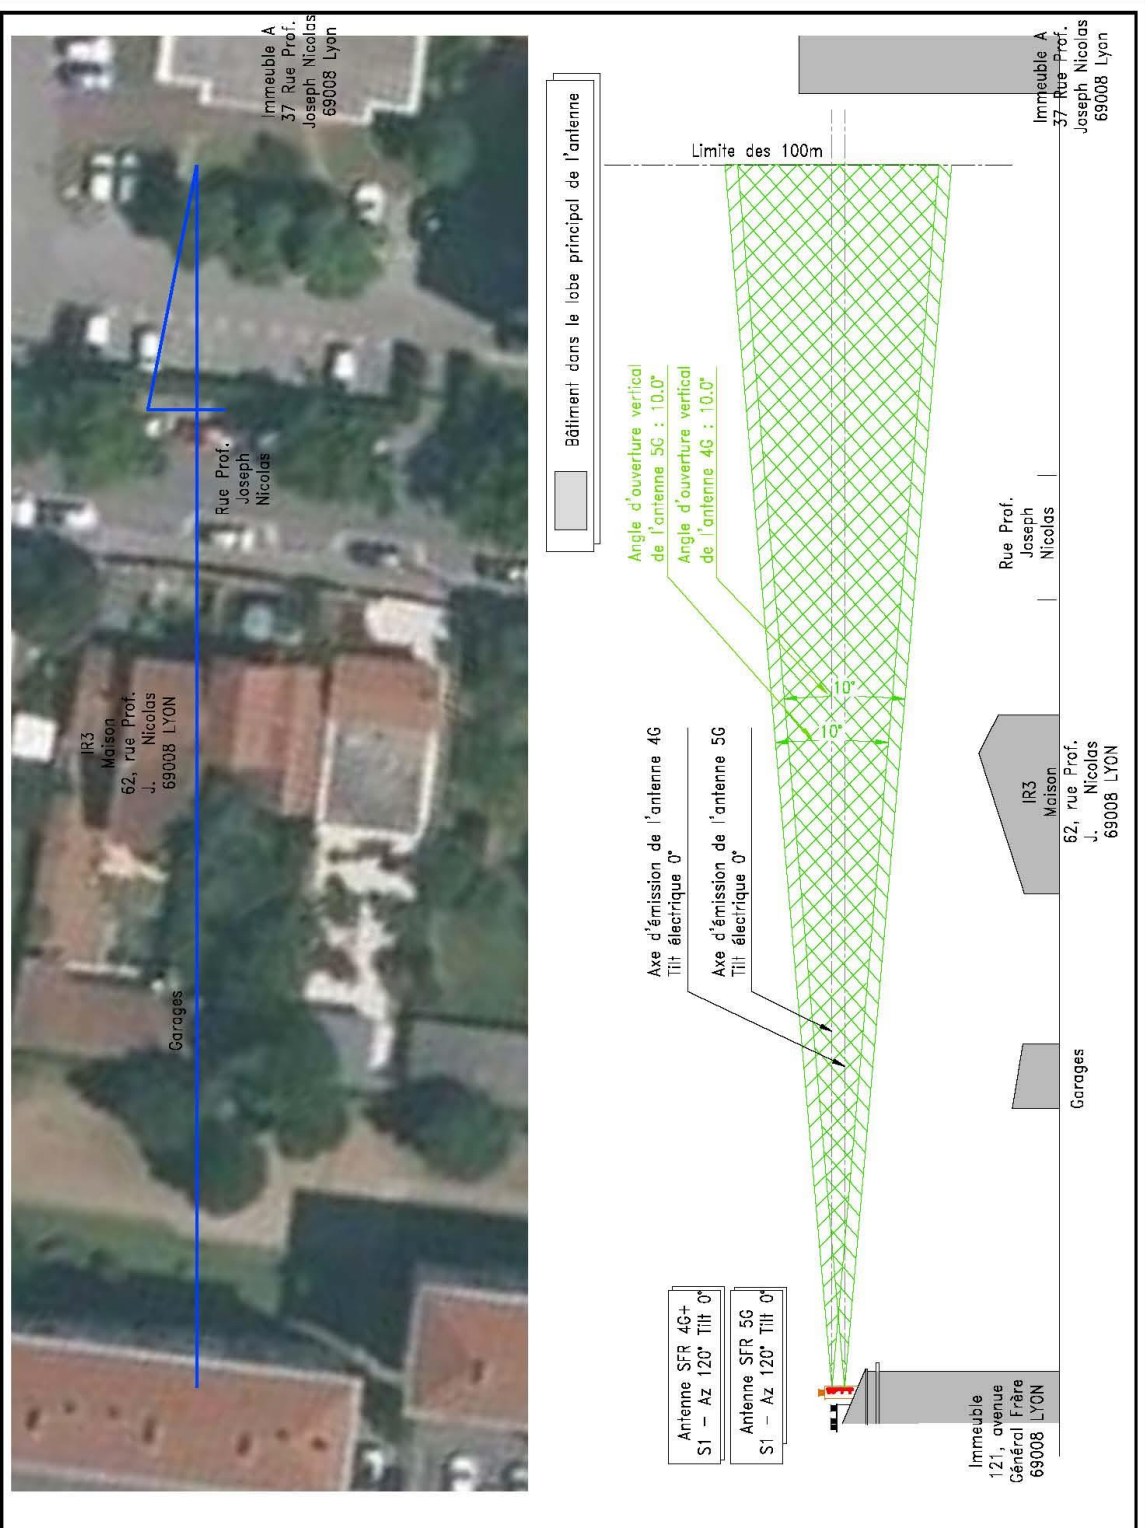 Immeuble A
37 Rue Prof.
Joseph Nicolas
69008 Lyon
Rue Prof.
Joseph
Nicolas
IR3
Maison
62, rue Prof.
J. Nicolas
69008 LYON
Garages
Bâtiment dans le lobe principal de l'antenne
Immeuble A
37 Rue Prof.
Joseph Nicolas
69008 Lyon
Limite des 100m
Angle d'ouverture vertical
de l'antenne 5G : 10.0°
Angle d'ouverture vertical
de l'antenne 4G : 10.0°
10°
10°
Rue Prof.
Joseph
Nicolas
Axe d'émission de l'antenne 4G
Tilt électrique 0°
Axe d'émission de l'antenne 5G
Tilt électrique 0°
IR3
Maison
62, rue Prof.
J. Nicolas
69008 LYON
Garages
Antenne SFR 4G+
S1 - Az 120° Tilt 0°
Antenne SFR 5G
S1 - Az 120° Tilt 0°
Immeuble
121, avenue
Général Frère
69008 LYON